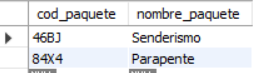 cod_paquete nombre_paquete
46BJ Senderismo
84X4 Parapente